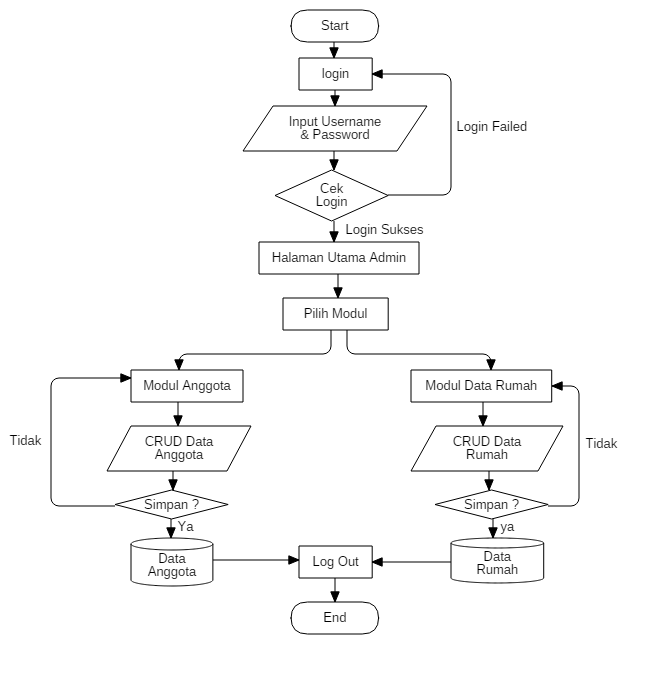 Start
login
Input Username
& Password
Login Failed
Cek
Login
Login Sukses
Halaman Utama Admin
Pilih Modul
Modul Anggota
Modul Data Rumah
Tidak
CRUD Data
Anggota
CRUD Data
Rumah
Tidak
Simpan ?
Simpan ?
Ya
ya
Data
Anggota
Log Out
Data
Rumah
End